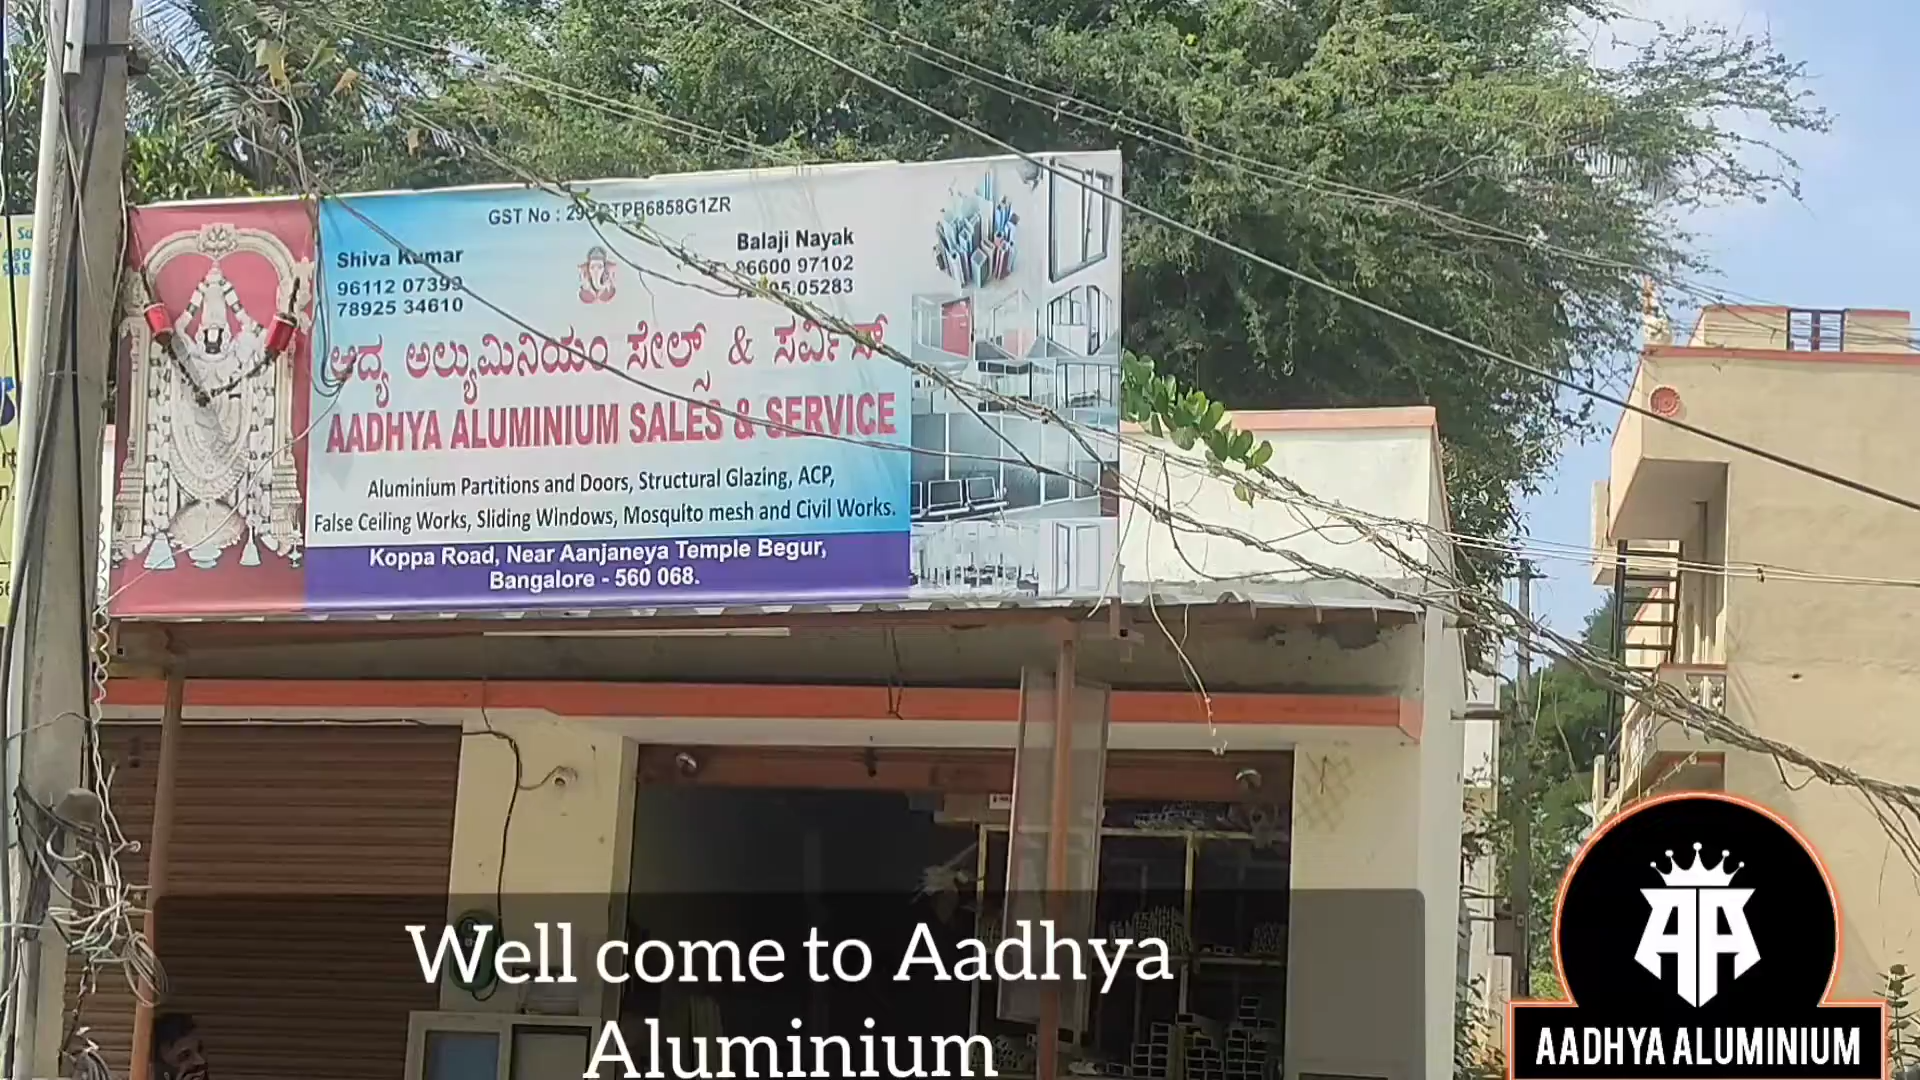 GST No :
Shiva Kumar
96112 07399
78925 34610
Balaji Nayak
96600 97102
05283
ಆದ್ಯ ಅಲ್ಯುಮಿನಿಯಂ ಸೇಲ್ಸ್ & ಸರ್ವಿಸ್
AADHYA ALUMINIUM SALES & SERVICE
Aluminium Partitions and Doors, Structural Glazing, ACP,
False Ceiling Works, Sliding Windows, Mosquito mesh and Civil Works.
Koppa Road, Near Aanjaneya Temple Begur,
Bangalore - 560 068.
Well come to Aadhya
Aluminium
AA
AADHYA ALUMINIUM